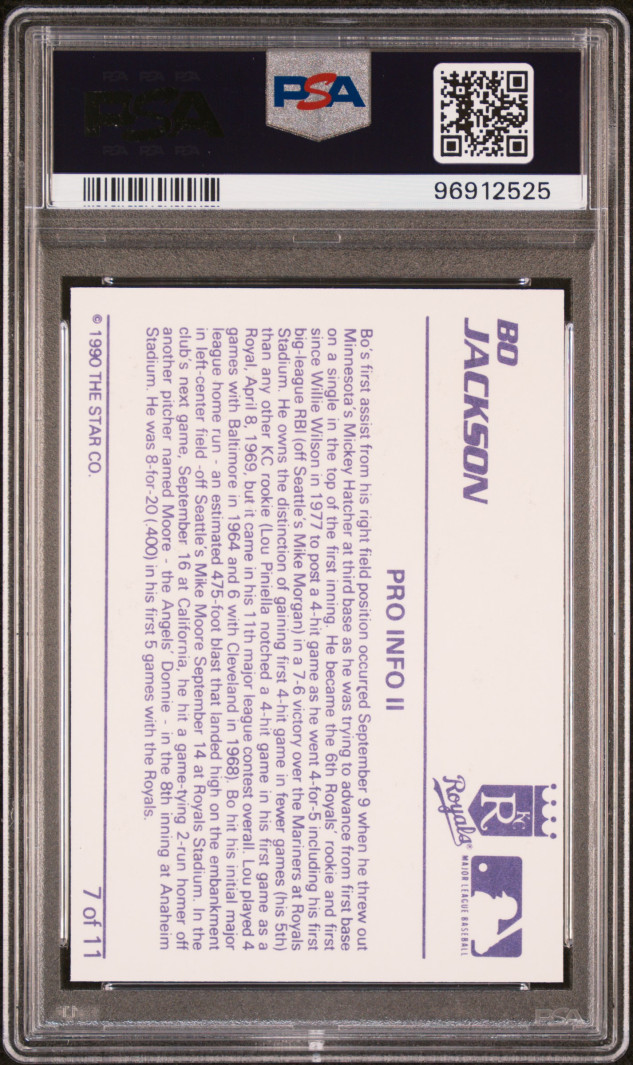 PSA PSA PSA
PSA
PSA PSA PSA
PSA
96912525
BO
JACKSON
KC
R
Royals®
MAJOR LEAGUE BASEBALL
PRO INFO II
Bo's first assist from his right field position occurred September 9 when he threw out
Minnesota's Mickey Hatcher at third base as he was trying to advance from first base
on a single in the top of the first inning. He became the 6th Royals' rookie and first
since Willie Wilson in 1977 to post a 4-hit game as he went 4-for-5 including his first
big-league RBI (off Seattle's Mike Morgan) in a 7-6 victory over the Mariners at Royals
Stadium. He owns the distinction of gaining first 4-hit game in fewer games (his 5th)
than any other KC rookie (Lou Piniella notched a 4-hit game in his first game as a
Royal, April 8, 1969, but it came in his 11th major league contest overall. Lou played 4
games with Baltimore in 1964 and 6 with Cleveland in 1968). Bo hit his initial major
league home run - an estimated 475-foot blast that landed high on the embankment
in left-center field -off Seattle's Mike Moore September 14 at Royals Stadium. In the
club's next game, September 16 at California, he hit a game-tying 2-run homer off
another pitcher named Moore - the Angels' Donnie - in the 8th inning at Anaheim
Stadium. He was 8-for-20 (.400) in his first 5 games with the Royals.
© 1990 THE STAR CO.
7 of 11
PSA